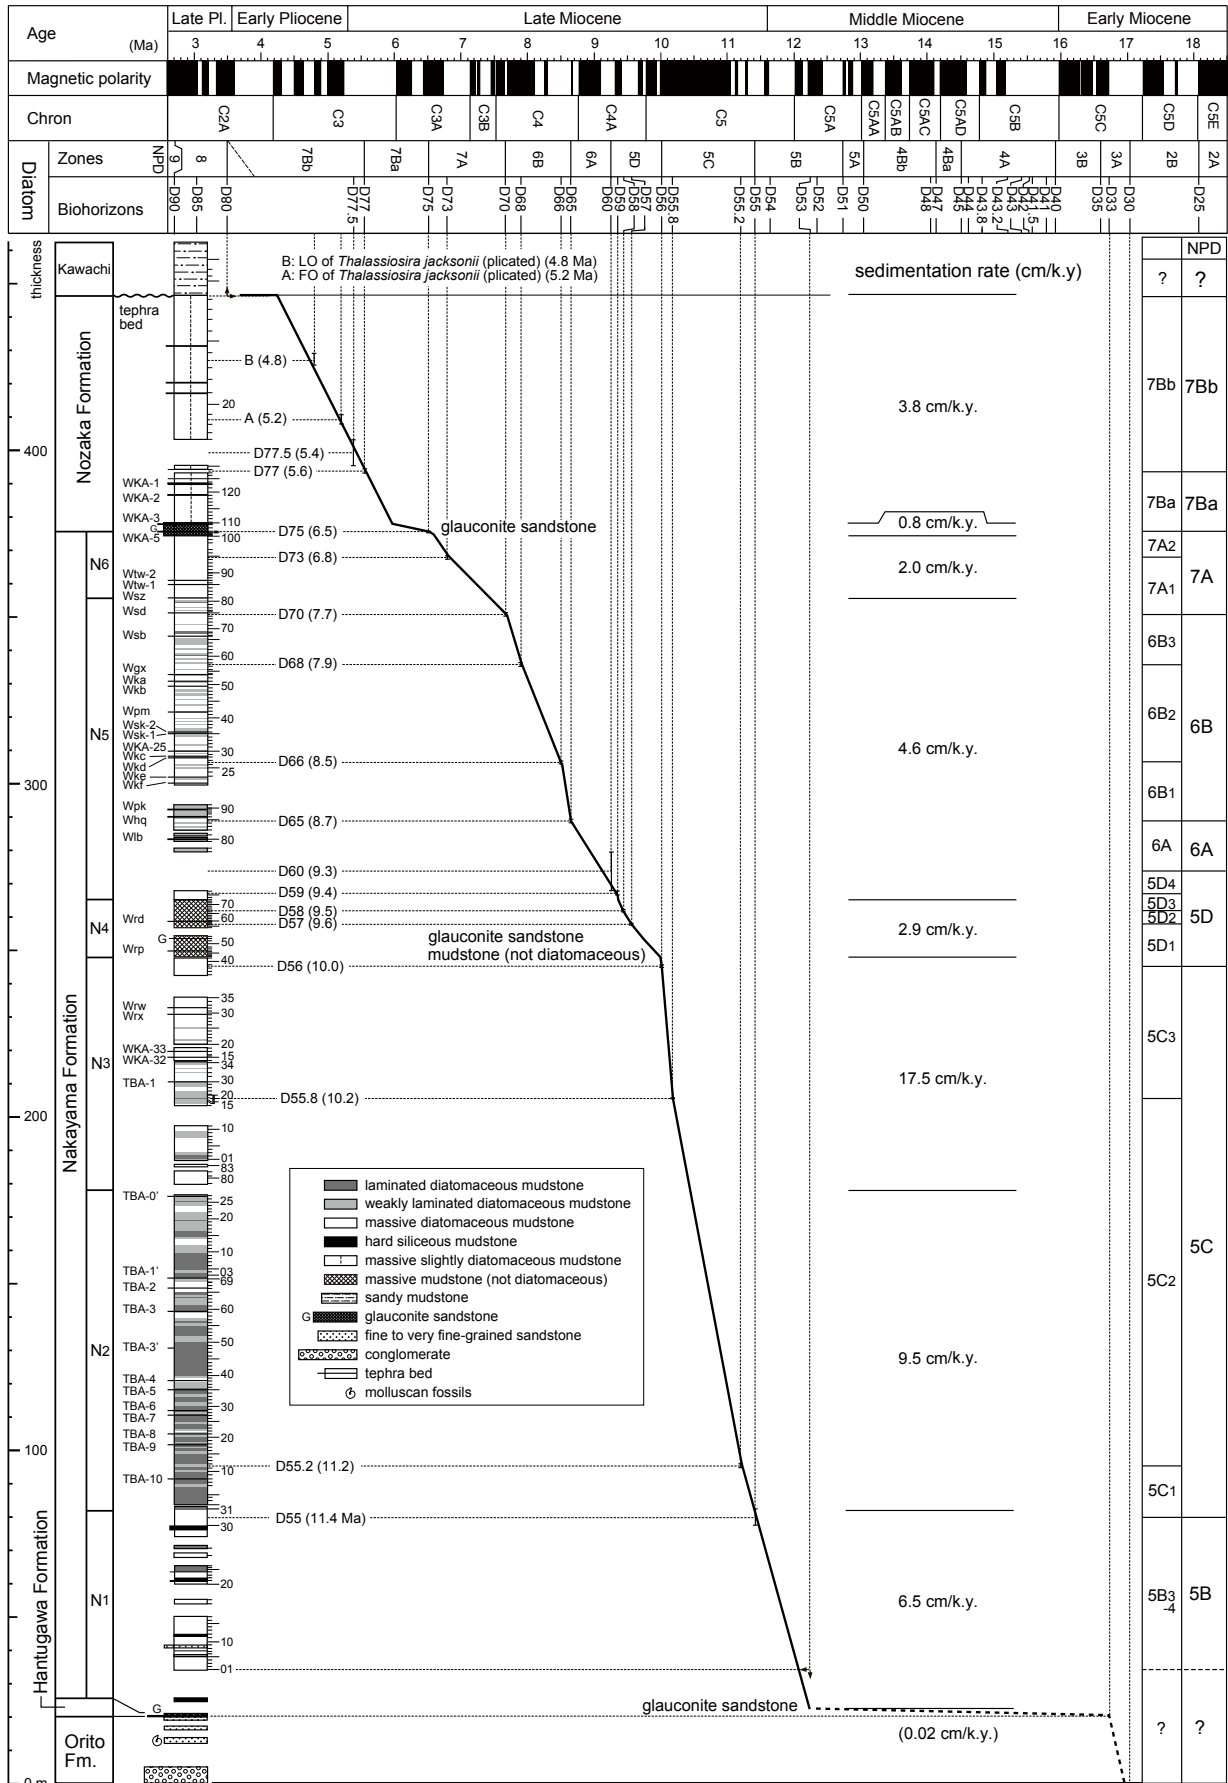 Age
(Ma)
Late Pl.
Early Pliocene
Late Miocene
Middle Miocene
Early Miocene
3 4 5 6 7 8 9 10 11 12 13 14 15 16 17 18
Magnetic polarity
Chron
C2A C3 C3A C3B C4 C4A C5 C5A C5AA C5AB C5AC C5AD C5B C5C C5D C5E
Diatom
Zones
NPD
9 8 7Bb 7Ba 7A 6B 6A 5D 5C 5B 5A 4Bb 4Ba 4A 3B 3A 2B 2A
Biohorizons
D90 D85 D80 D77.5 D77 D75 D73 D70 D68 D66 D65 D60 D59 D58 D57 D56 D55.8 D55.2 D55 D54 D53 D52 D51 D50 D48 D47 D45 D44 D43.8 D43.2 D43 D42 D41.5 D41 D40 D35 D33 D30 D25
thickness
400
300
200
100
0 m
Kawachi
Nozaka Formation
Nakayama Formation
Hantugawa Formation
Orito
Fm.
N6
N5
N4
N3
N2
N1
tephra
bed
WKA-1
WKA-2
WKA-3
G
WKA-5
Wtw-2
Wtw-1
Wsz
Wsd
Wsb
Wgx
Wka
Wkb
Wpm
Wsk-2
Wsk-1
WKA-25
Wkc
Wkd
Wke
Wkf
Wpk
Whq
Wlb
Wrd
G
Wrp
Wrw
Wrx
WKA-33
WKA-32
TBA-1
TBA-0'
TBA-1'
TBA-2
TBA-3
TBA-3'
TBA-4
TBA-5
TBA-6
TBA-7
TBA-8
TBA-9
TBA-10
G
20
120
110
100
90
80
70
60
50
40
30
25
90
80
70
60
50
40
35
30
20
15
34
30
20
15
10
01
83
80
25
20
10
03
69
60
50
40
30
20
10
31
30
20
10
01
B: LO of Thalassiosira jacksonii (plicated) (4.8 Ma)
A: FO of Thalassiosira jacksonii (plicated) (5.2 Ma)
B (4.8)
A (5.2)
D77.5 (5.4)
D77 (5.6)
D75 (6.5)
glauconite sandstone
D73 (6.8)
D70 (7.7)
D68 (7.9)
D66 (8.5)
D65 (8.7)
D60 (9.3)
D59 (9.4)
D58 (9.5)
D57 (9.6)
glauconite sandstone
mudstone (not diatomaceous)
D56 (10.0)
D55.8 (10.2)
D55.2 (11.2)
D55 (11.4 Ma)
glauconite sandstone
laminated diatomaceous mudstone
weakly laminated diatomaceous mudstone
massive diatomaceous mudstone
hard siliceous mudstone
massive slightly diatomaceous mudstone
massive mudstone (not diatomaceous)
sandy mudstone
G glauconite sandstone
fine to very fine-grained sandstone
conglomerate
tephra bed
molluscan fossils
sedimentation rate (cm/k.y)
3.8 cm/k.y.
0.8 cm/k.y.
2.0 cm/k.y.
4.6 cm/k.y.
2.9 cm/k.y.
17.5 cm/k.y.
9.5 cm/k.y.
6.5 cm/k.y.
(0.02 cm/k.y.)
NPD
? ?
7Bb 7Bb
7Ba 7Ba
7A2
7A
7A1
6B3
6B2
6B
6B1
6A 6A
5D4
5D3
5D2
5D
5D1
5C3
5C
5C2
5C1
5B3
-4
5B
? ?